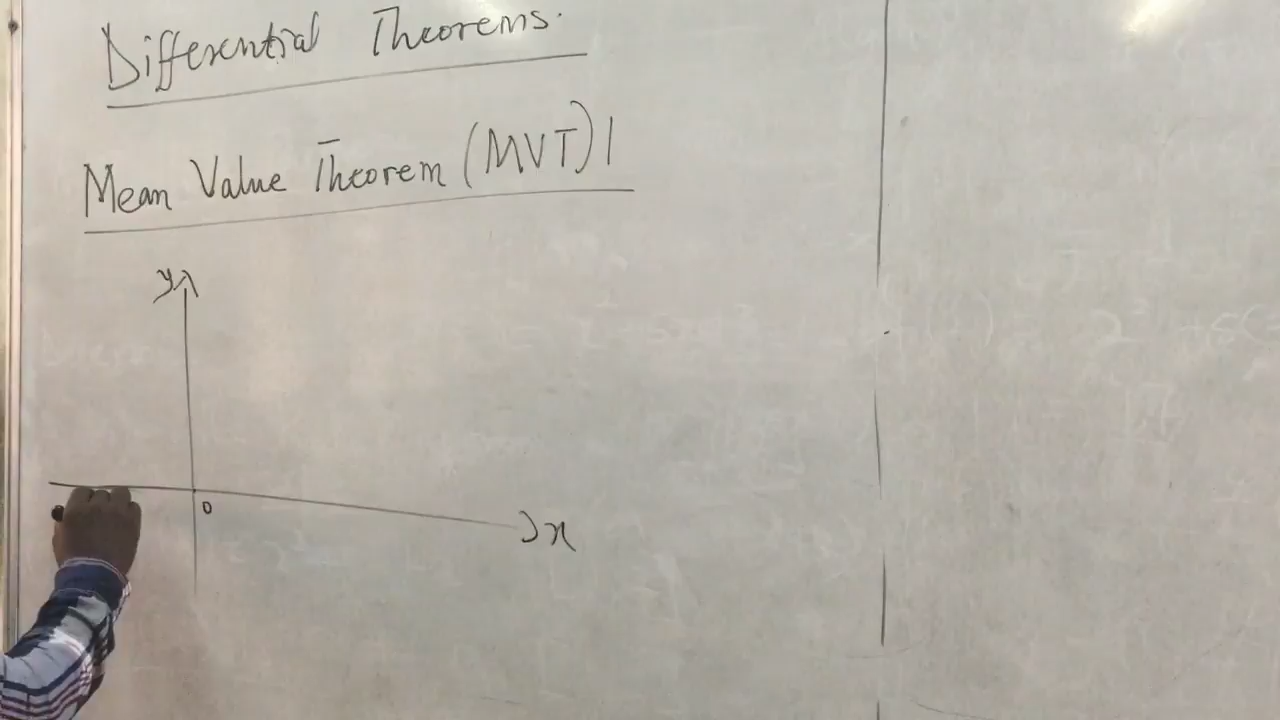 Differential Theorems.
Mean Value Theorem (MVT)|
y
0
x